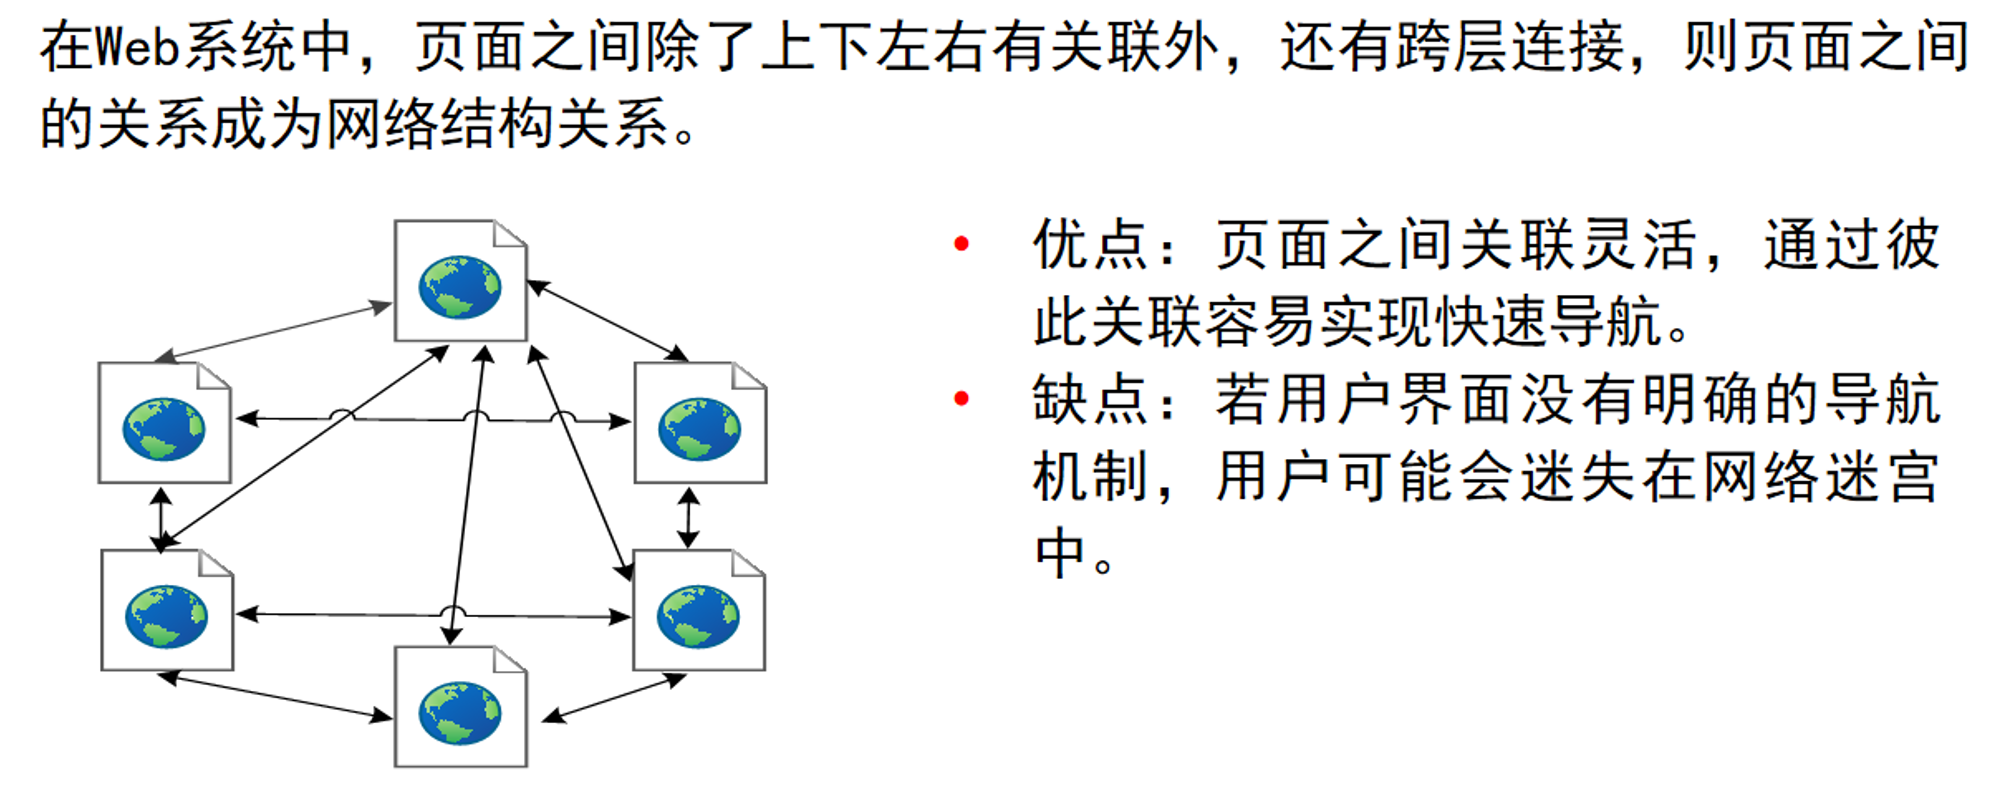 在Web系统中，页面之间除了上下左右有关联外，还有跨层连接，则页面之间
的关系成为网络结构关系。
• 优点：页面之间关联灵活，通过彼
此关联容易实现快速导航。
• 缺点：若用户界面没有明确的导航
机制，用户可能会迷失在网络迷宫
中。